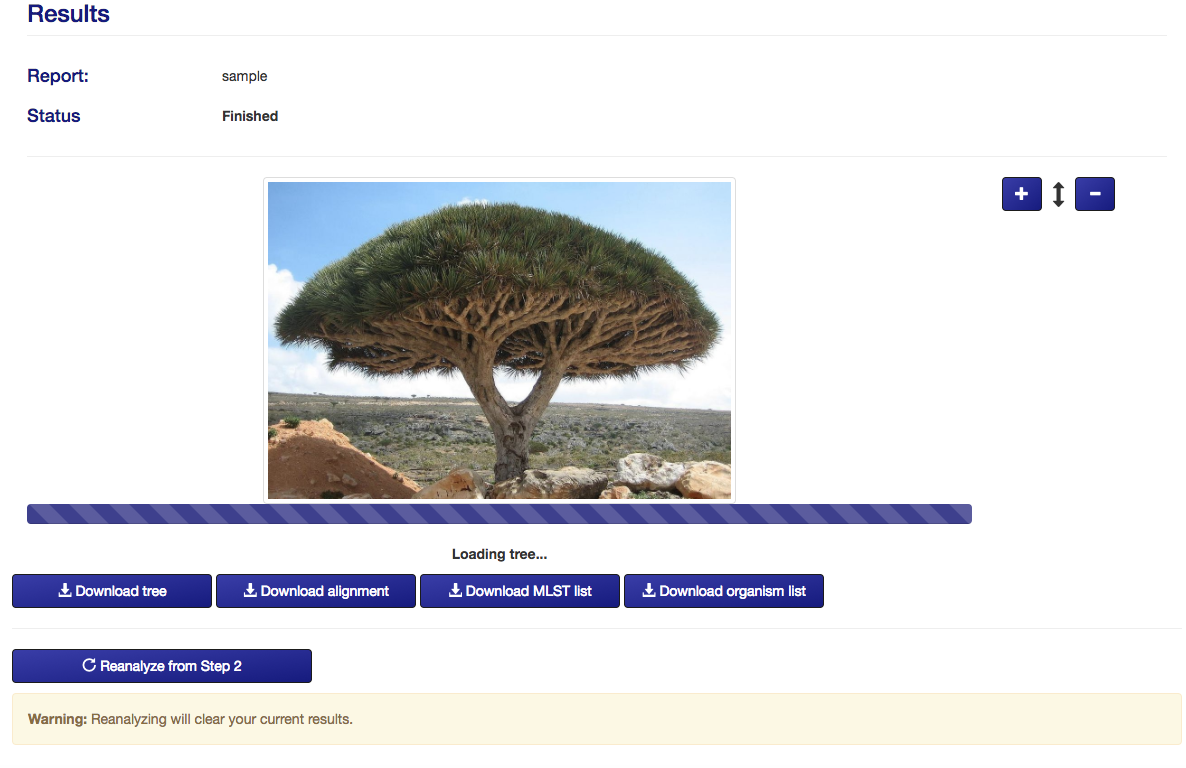 Results
Report: sample
Status Finished
+ -
Loading tree...
Download tree Download alignment Download MLST list Download organism list
Reanalyze from Step 2
Warning: Reanalyzing will clear your current results.